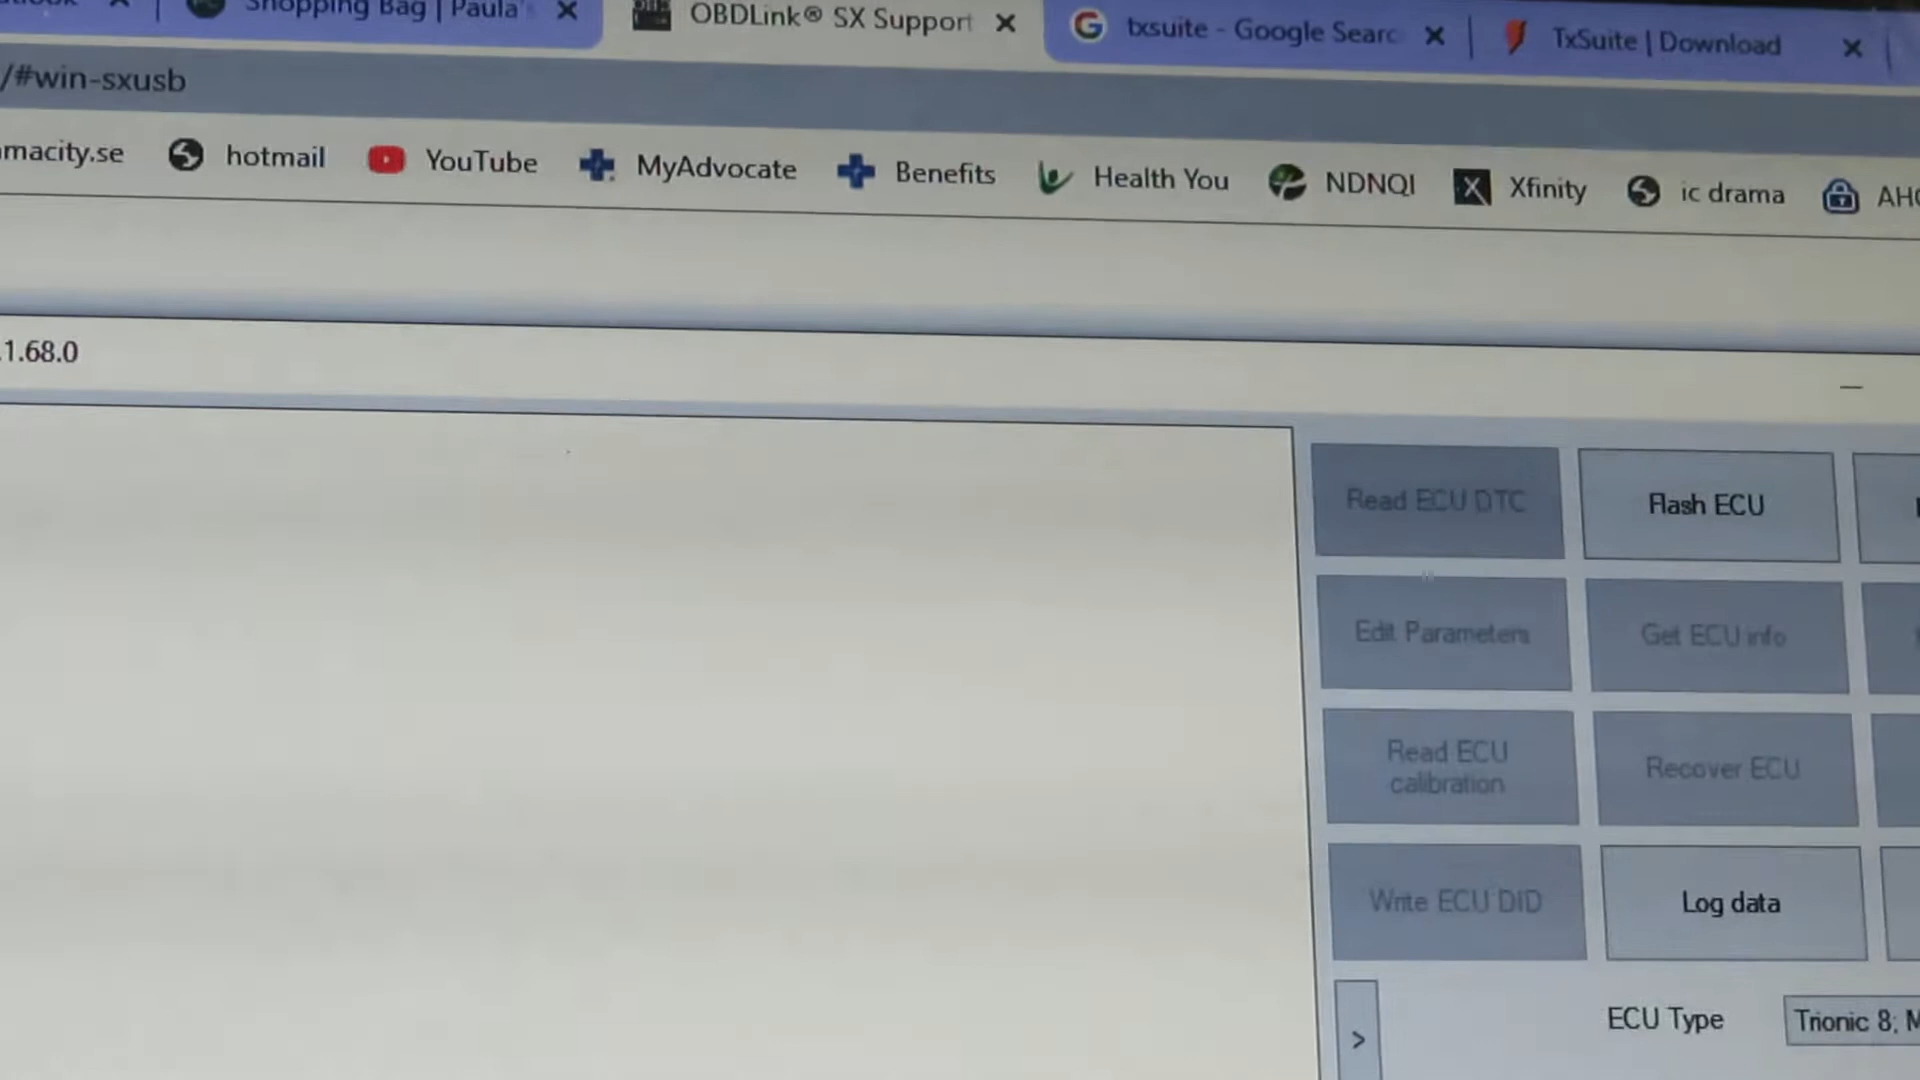 Shopping Bag | Paula's
OBDLink® SX Support
txsuite - Google Searc
TxSuite | Download
/#win-sxusb
macity.se
hotmail
YouTube
MyAdvocate
Benefits
Health You
NDNQI
Xfinity
ic drama
.1.68.0
Read ECU DTC
Flash ECU
Edit Parameters
Get ECU info
Read ECU
calibration
Recover ECU
Write ECU DID
Log data
>
ECU Type
Trionic 8;